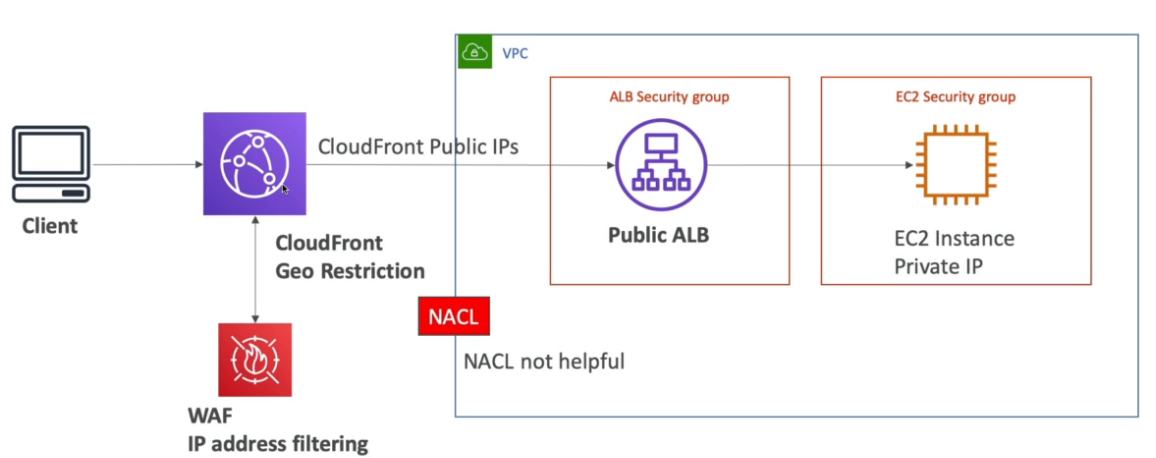 VPC
ALB Security group
EC2 Security group
CloudFront Public IPs
Client
Public ALB
EC2 Instance
Private IP
CloudFront
Geo Restriction
NACL
NACL not helpful
WAF
IP address filtering